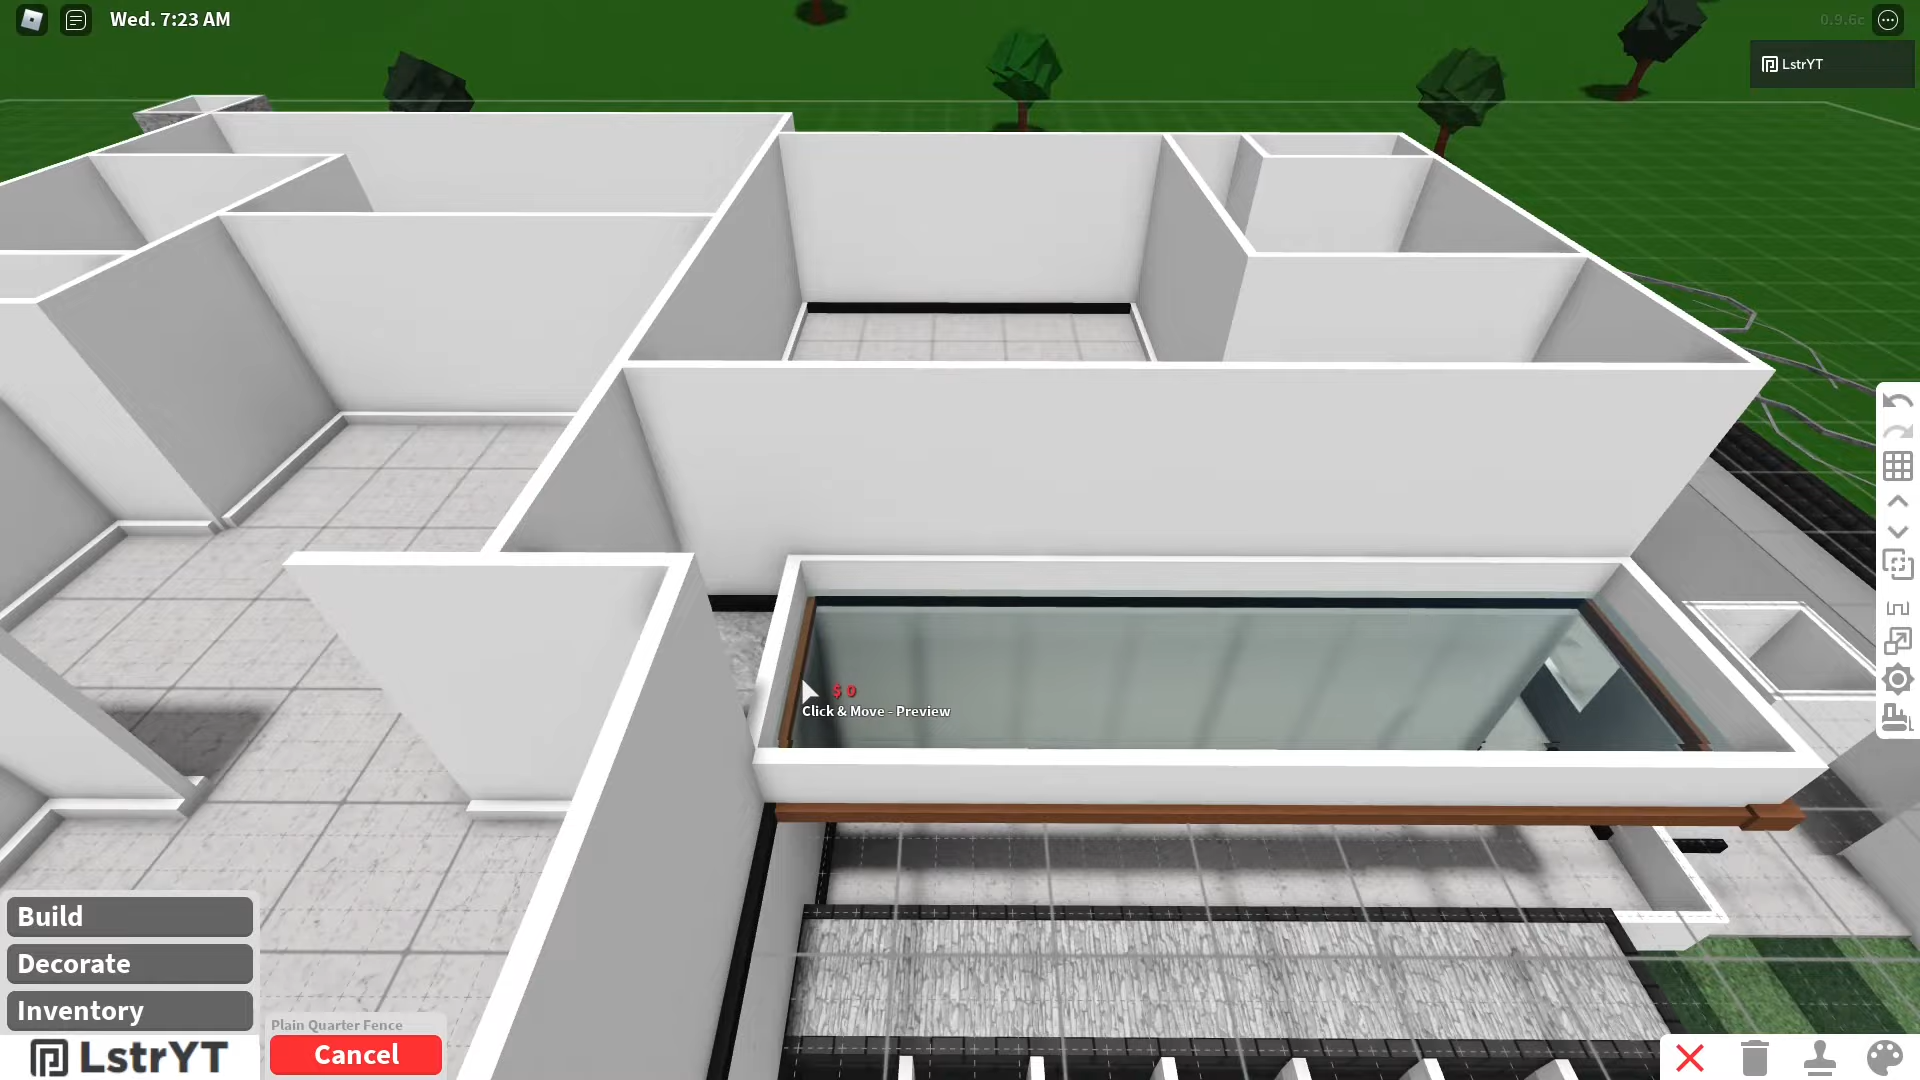 Wed. 7:23 AM
0.9.6c
LstrYT
$ 0
Click & Move - Preview
Build
Decorate
Inventory
Plain Quarter Fence
Cancel
LstrYT